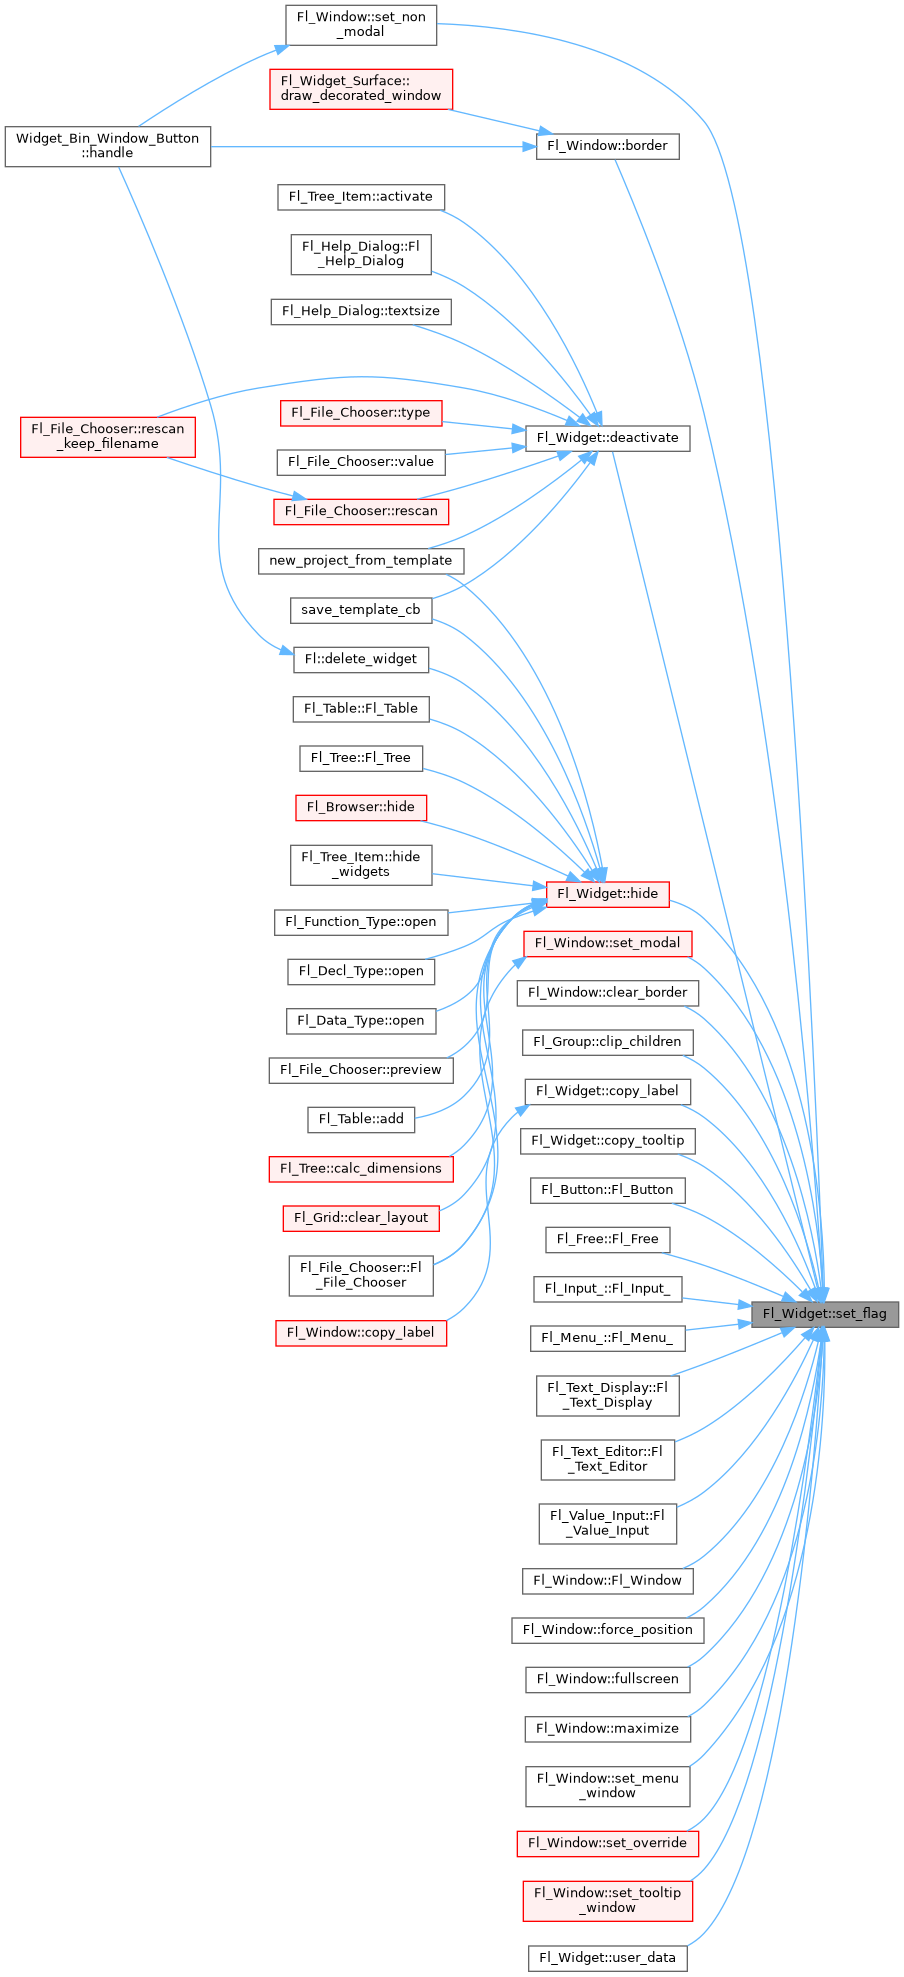 Fl_Window::set_non
_modal
Fl_Widget_Surface::
draw_decorated_window
Widget_Bin_Window_Button
::handle
Fl_Window::border
Fl_Tree_Item::activate
Fl_Help_Dialog::Fl
_Help_Dialog
Fl_Help_Dialog::textsize
Fl_File_Chooser::type
Fl_File_Chooser::rescan
_keep_filename
Fl_Widget::deactivate
Fl_File_Chooser::value
Fl_File_Chooser::rescan
new_project_from_template
save_template_cb
Fl::delete_widget
Fl_Table::Fl_Table
Fl_Tree::Fl_Tree
Fl_Browser::hide
Fl_Tree_Item::hide
_widgets
Fl_Widget::hide
Fl_Function_Type::open
Fl_Window::set_modal
Fl_Decl_Type::open
Fl_Window::clear_border
Fl_Data_Type::open
Fl_Group::clip_children
Fl_File_Chooser::preview
Fl_Widget::copy_label
Fl_Table::add
Fl_Widget::copy_tooltip
Fl_Tree::calc_dimensions
Fl_Button::Fl_Button
Fl_Grid::clear_layout
Fl_Free::Fl_Free
Fl_File_Chooser::Fl
_File_Chooser
Fl_Input_::Fl_Input_
Fl_Widget::set_flag
Fl_Window::copy_label
Fl_Menu_::Fl_Menu_
Fl_Text_Display::Fl
_Text_Display
Fl_Text_Editor::Fl
_Text_Editor
Fl_Value_Input::Fl
_Value_Input
Fl_Window::Fl_Window
Fl_Window::force_position
Fl_Window::fullscreen
Fl_Window::maximize
Fl_Window::set_menu
_window
Fl_Window::set_override
Fl_Window::set_tooltip
_window
Fl_Widget::user_data